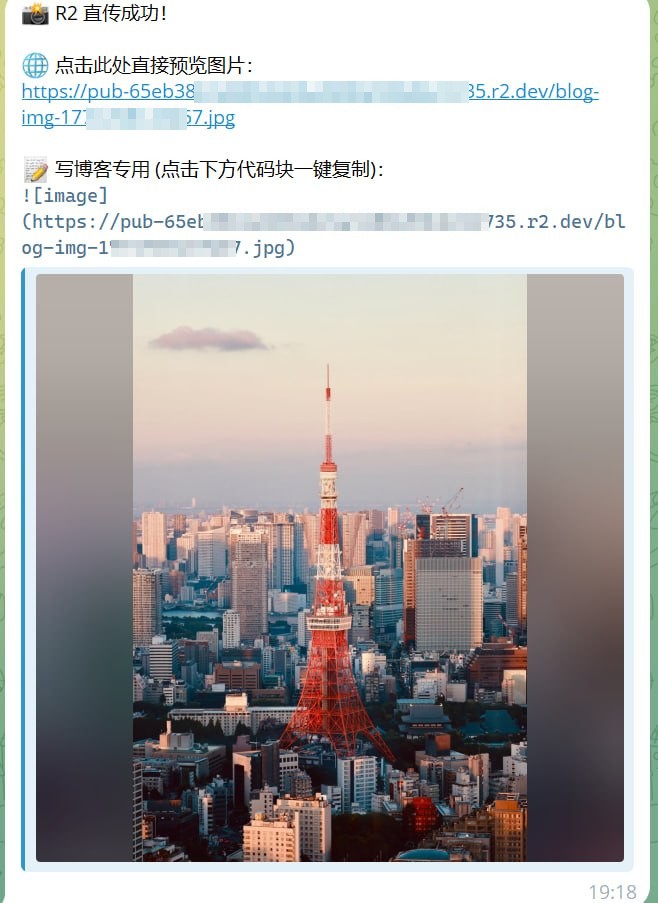 R2 直传成功！
点击此处直接预览图片：
https://pub-65eb38 35.r2.dev/blog-
img-17 57.jpg
写博客专用 (点击下方代码块一键复制)：
![image]
(https://pub-65eb 735.r2.dev/bl
og-img-1 7.jpg)
19:18